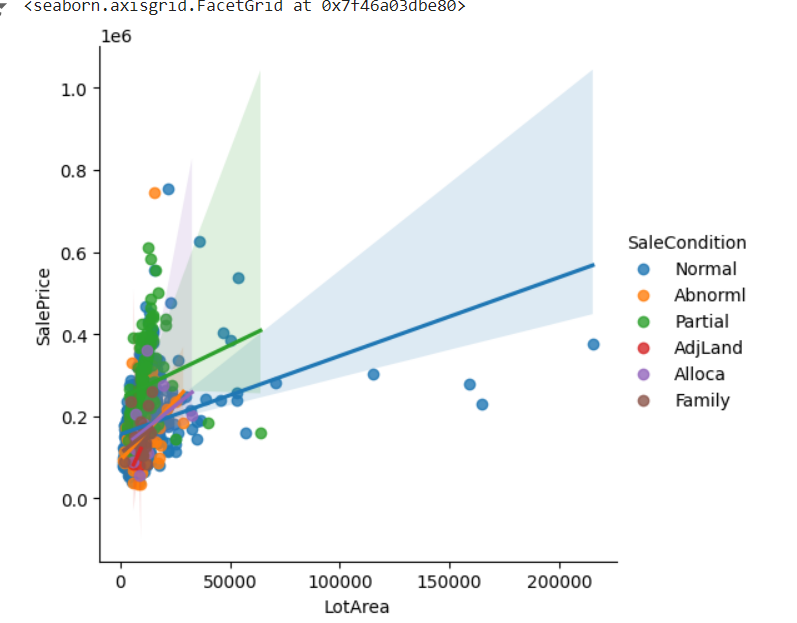 <seaborn.axisgrid.FacetGrid at 0x7f46a03dbe80>
1e6
1.0
0.8
0.6
0.4
0.2
0.0
SalePrice
0 50000 100000 150000 200000
LotArea
SaleCondition
Normal
Abnorml
Partial
AdjLand
Alloca
Family